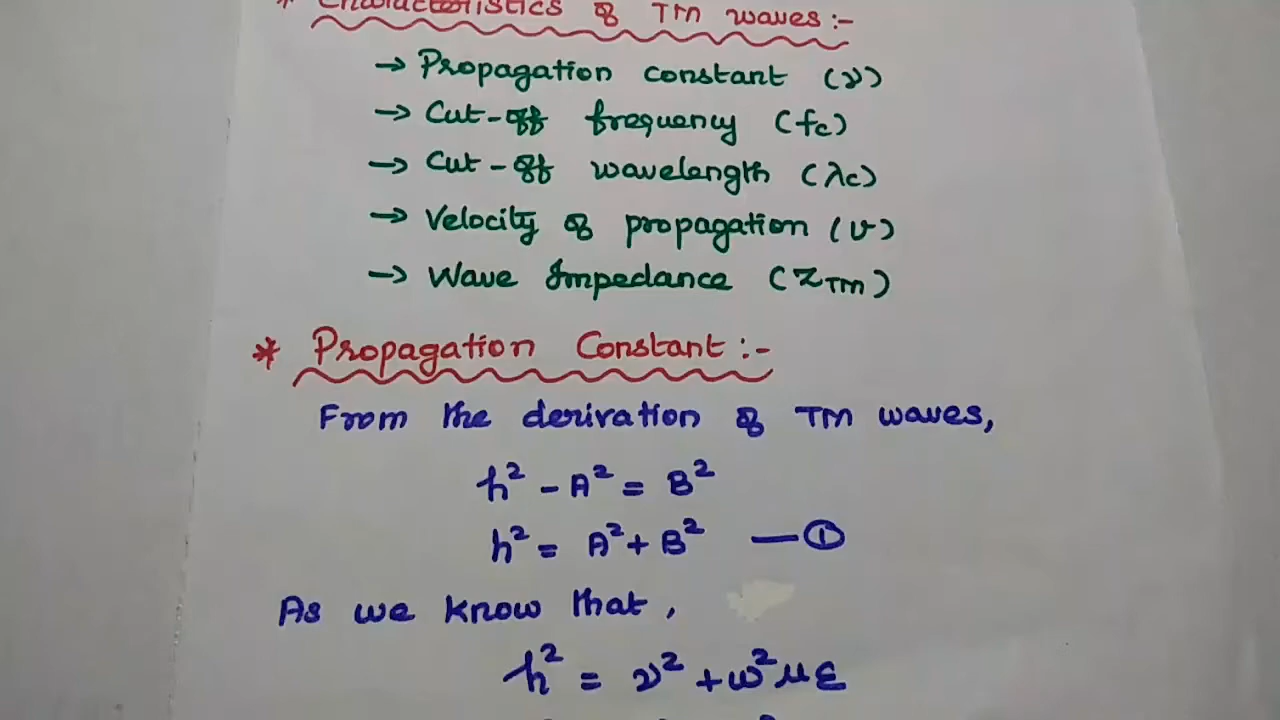 * Characteristics of TM waves :-
→ Propagation constant (γ)
→ Cut-off frequency (fc)
→ Cut-off wavelength (λc)
→ Velocity of propagation (v)
→ Wave Impedance (ZTM)
* Propagation Constant :-
From the derivation of TM waves,
h² - A² = B²
h² = A² + B² — ①
As we know that,
h² = γ² + ω²με